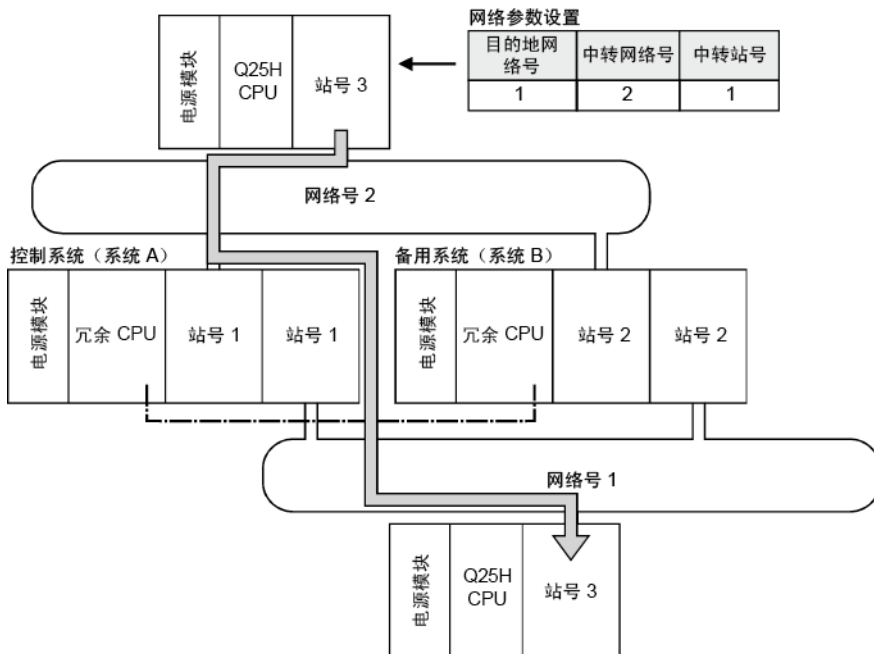 网络参数设置
目的地网
络号
中转网络号
中转站号
1
2
1
电源模块
Q25H
CPU
站号 3
网络号 2
控制系统（系统 A）
备用系统（系统 B）
电源模块
冗余 CPU
站号 1
站号 1
电源模块
冗余 CPU
站号 2
站号 2
网络号 1
电源模块
Q25H
CPU
站号 3